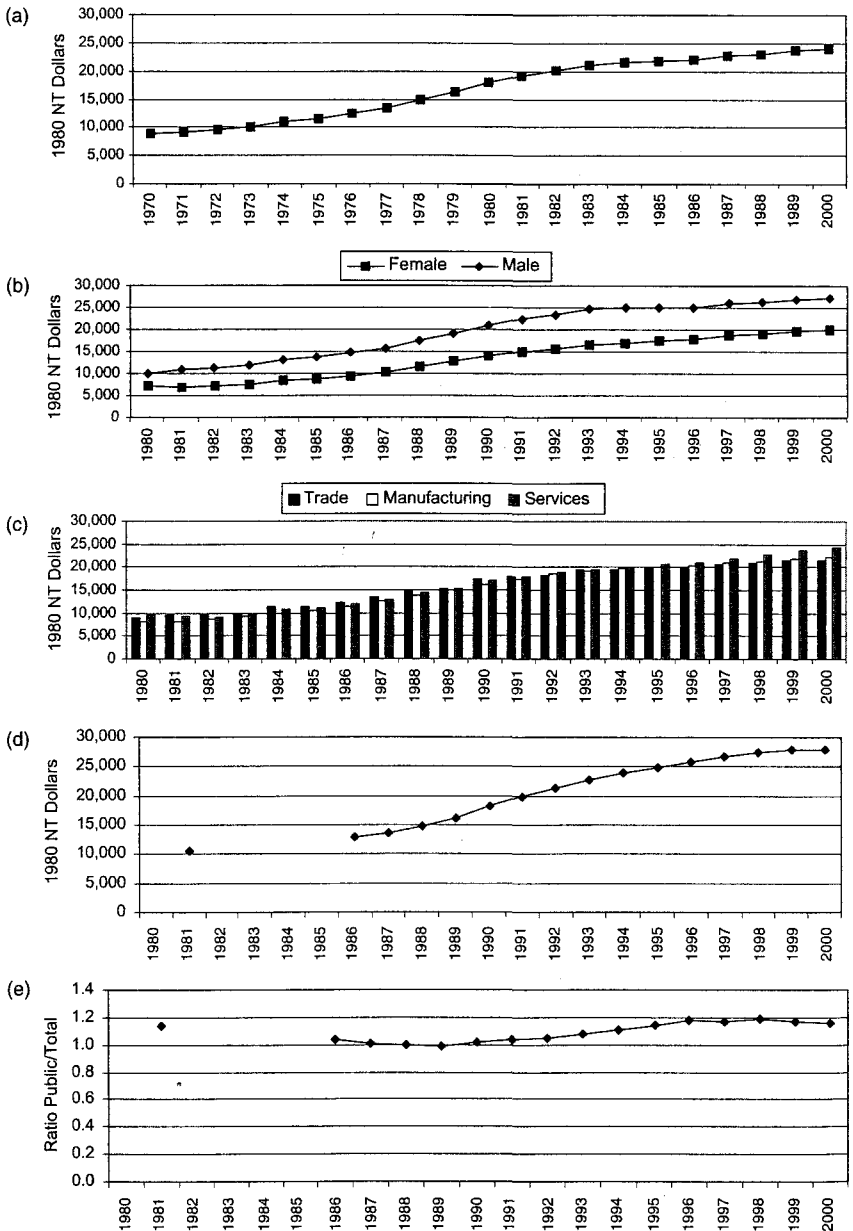 (a)
30,000
25,000
20,000
15,000
10,000
5,000
0
1980 NT Dollars
1970 1971 1972 1973 1974 1975 1976 1977 1978 1979 1980 1981 1982 1983 1984 1985 1986 1987 1988 1989 2000
Female Male
(b)
30,000
25,000
20,000
15,000
10,000
5,000
0
1980 NT Dollars
1980 1981 1982 1983 1984 1985 1986 1987 1988 1989 1990 1991 1992 1993 1994 1995 1996 1997 1998 1999 2000
Trade Manufacturing Services
(c)
30,000
25,000
20,000
15,000
10,000
5,000
0
1980 NT Dollars
1980 1981 1982 1983 1984 1985 1986 1987 1988 1989 1990 1991 1992 1993 1994 1995 1996 1997 1998 1999 2000
(d)
30,000
25,000
20,000
15,000
10,000
5,000
0
1980 NT Dollars
1980 1981 1982 1983 1984 1985 1986 1987 1988 1989 1990 1991 1992 1993 1994 1995 1996 1997 1998 1999 2000
(e)
1.4
1.2
1.0
0.8
0.6
0.4
0.2
0.0
Ratio Public/Total
1980 1981 1982 1983 1984 1985 1986 1987 1988 1989 1990 1991 1992 1993 1994 1995 1996 1997 1998 1999 2000